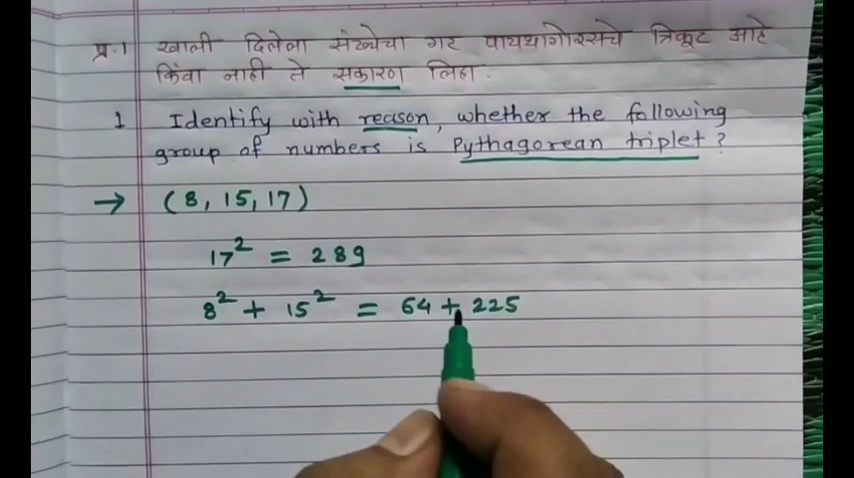 प्र.१ खाली दिलेला संख्येचा गट पायथागोरसचे त्रिकूट आहे
किंवा नाही ते सकारण लिहा.
1 Identify with reason, whether the following
group of numbers is Pythagorean triplet?
→ (8, 15, 17)
17² = 289
8² + 15² = 64 + 225